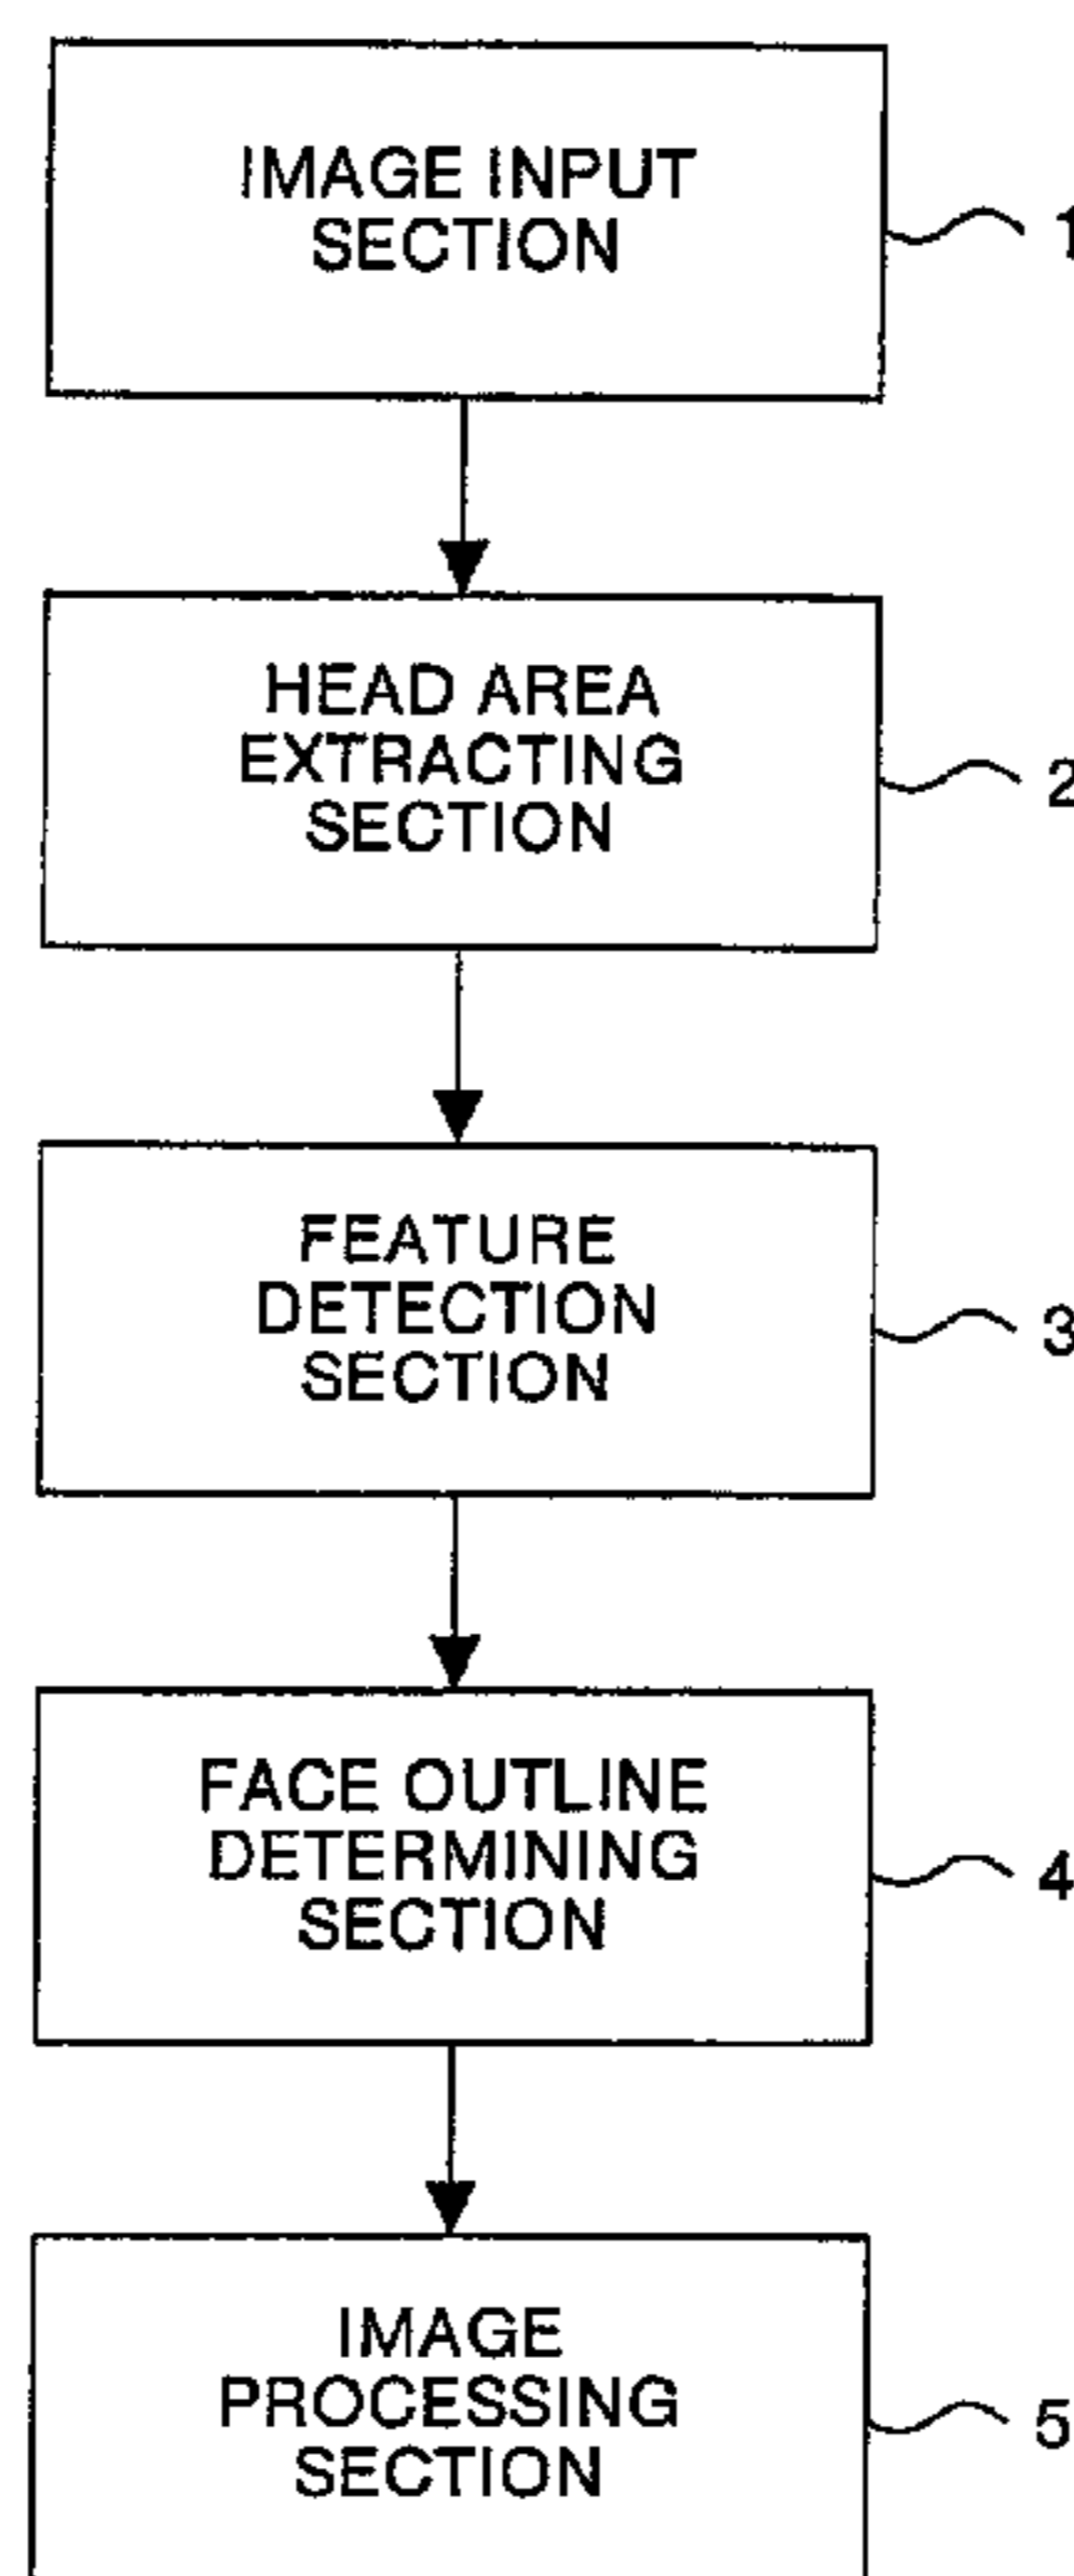 IMAGE INPUT
SECTION
1
HEAD AREA
EXTRACTING
SECTION
2
FEATURE
DETECTION
SECTION
3
FACE OUTLINE
DETERMINING
SECTION
4
IMAGE
PROCESSING
SECTION
5